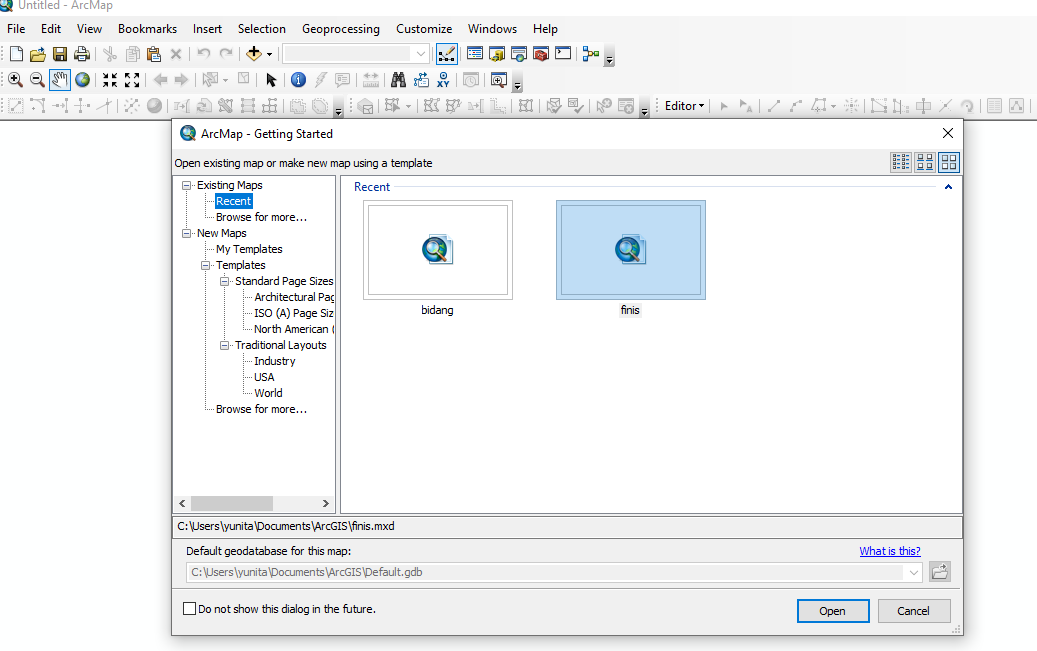 Untitled - ArcMap
File Edit View Bookmarks Insert Selection Geoprocessing Customize Windows Help
Editor
ArcMap - Getting Started
Open existing map or make new map using a template
Existing Maps
Recent
Browse for more...
New Maps
My Templates
Templates
Standard Page Sizes
Architectural Pag
ISO (A) Page Siz
North American (
Traditional Layouts
Industry
USA
World
Browse for more...
Recent
bidang
finis
C:\Users\yunita\Documents\ArcGIS\finis.mxd
Default geodatabase for this map:
What is this?
C:\Users\yunita\Documents\ArcGIS\Default.gdb
Do not show this dialog in the future.
Open
Cancel